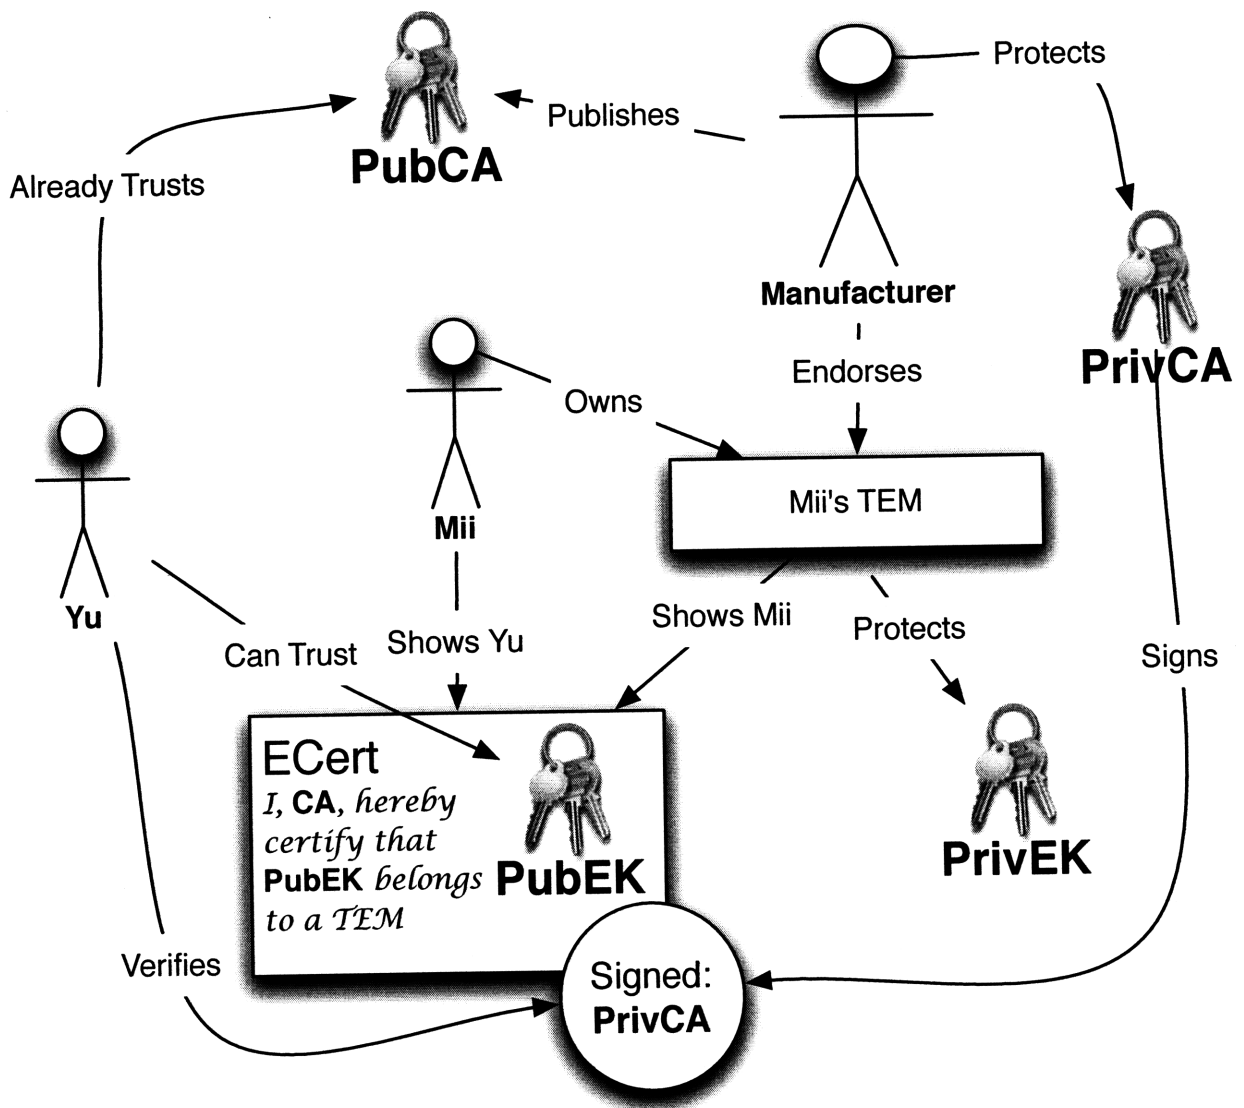 Protects
Publishes
PubCA
Already Trusts
Manufacturer
PrivCA
Endorses
Owns
Mii's TEM
Mii
Yu
Shows Mii
Protects
Can Trust
Shows Yu
Signs
ECert
I, CA, hereby
certify that
PubEK belongs
to a TEM
PubEK
PrivEK
Verifies
Signed:
PrivCA